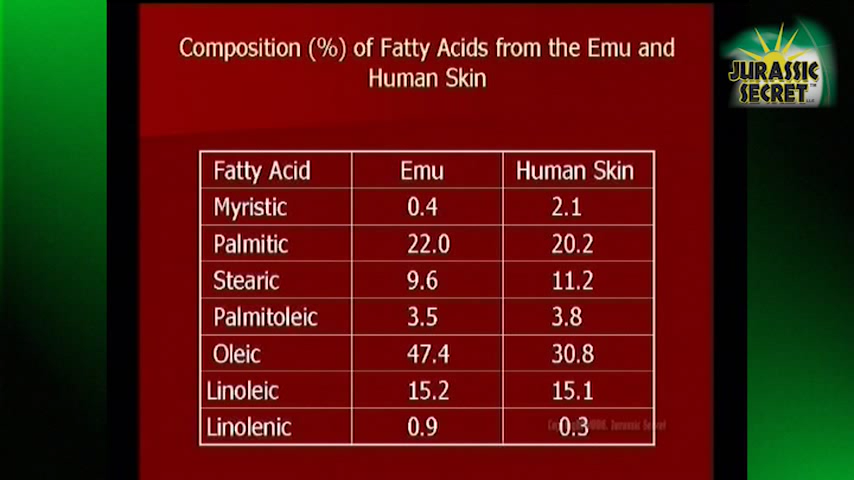 Composition (%) of Fatty Acids from the Emu and
Human Skin
JURASSIC
SECRET
Fatty Acid Emu Human Skin
Myristic 0.4 2.1
Palmitic 22.0 20.2
Stearic 9.6 11.2
Palmitoleic 3.5 3.8
Oleic 47.4 30.8
Linoleic 15.2 15.1
Linolenic 0.9 0.3
Jurassic Secret